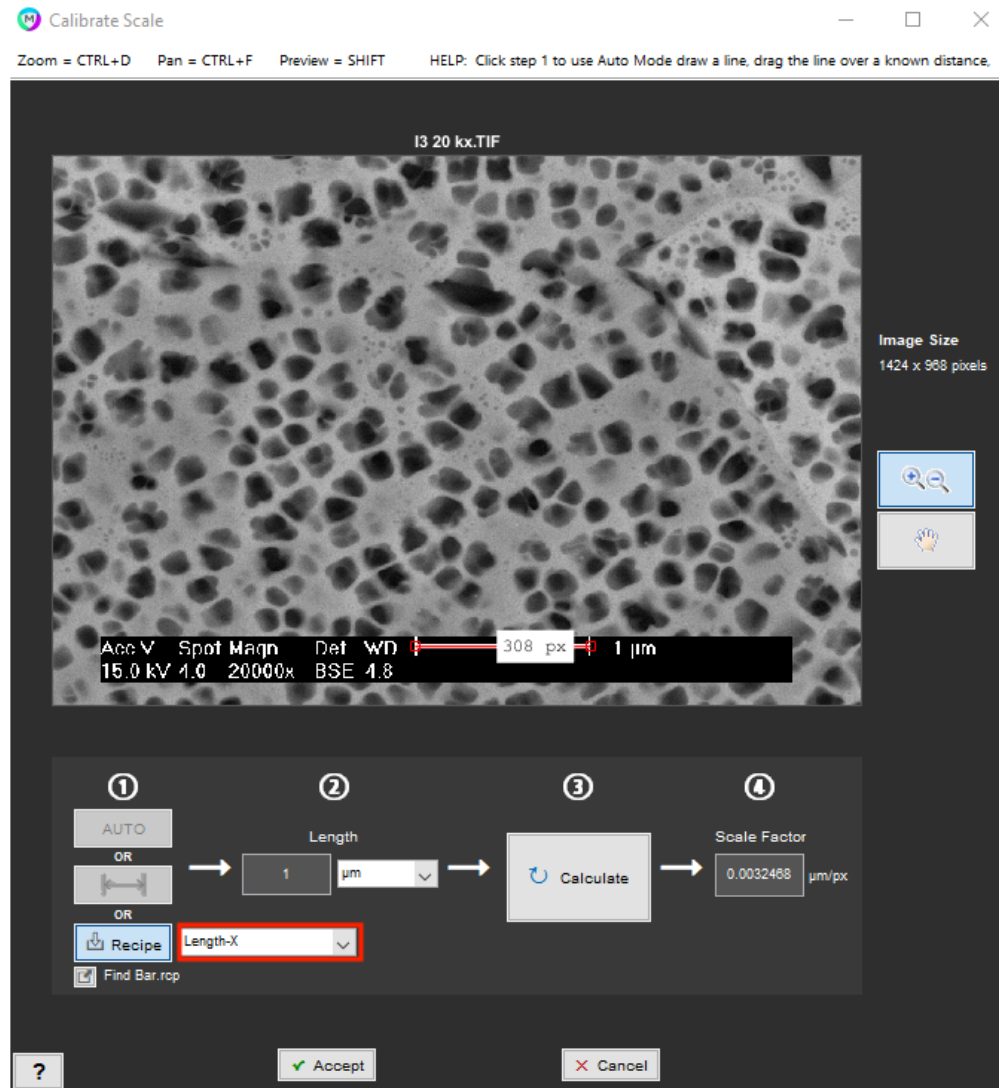 Calibrate Scale
Zoom = CTRL+D Pan = CTRL+F Preview = SHIFT HELP: Click step 1 to use Auto Mode draw a line, drag the line over a known distance,
I3 20 kx.TIF
Image Size
1424 x 968 pixels
Acc V Spot Magn Det WD 308 px 1 µm
15.0 kV 4.0 20000x BSE 4.8
1 2 3 4
AUTO
OR
Length
Scale Factor
1 µm
Calculate
0.0032468 µm/px
OR
Recipe Length-X
Find Bar.rcp
? Accept Cancel